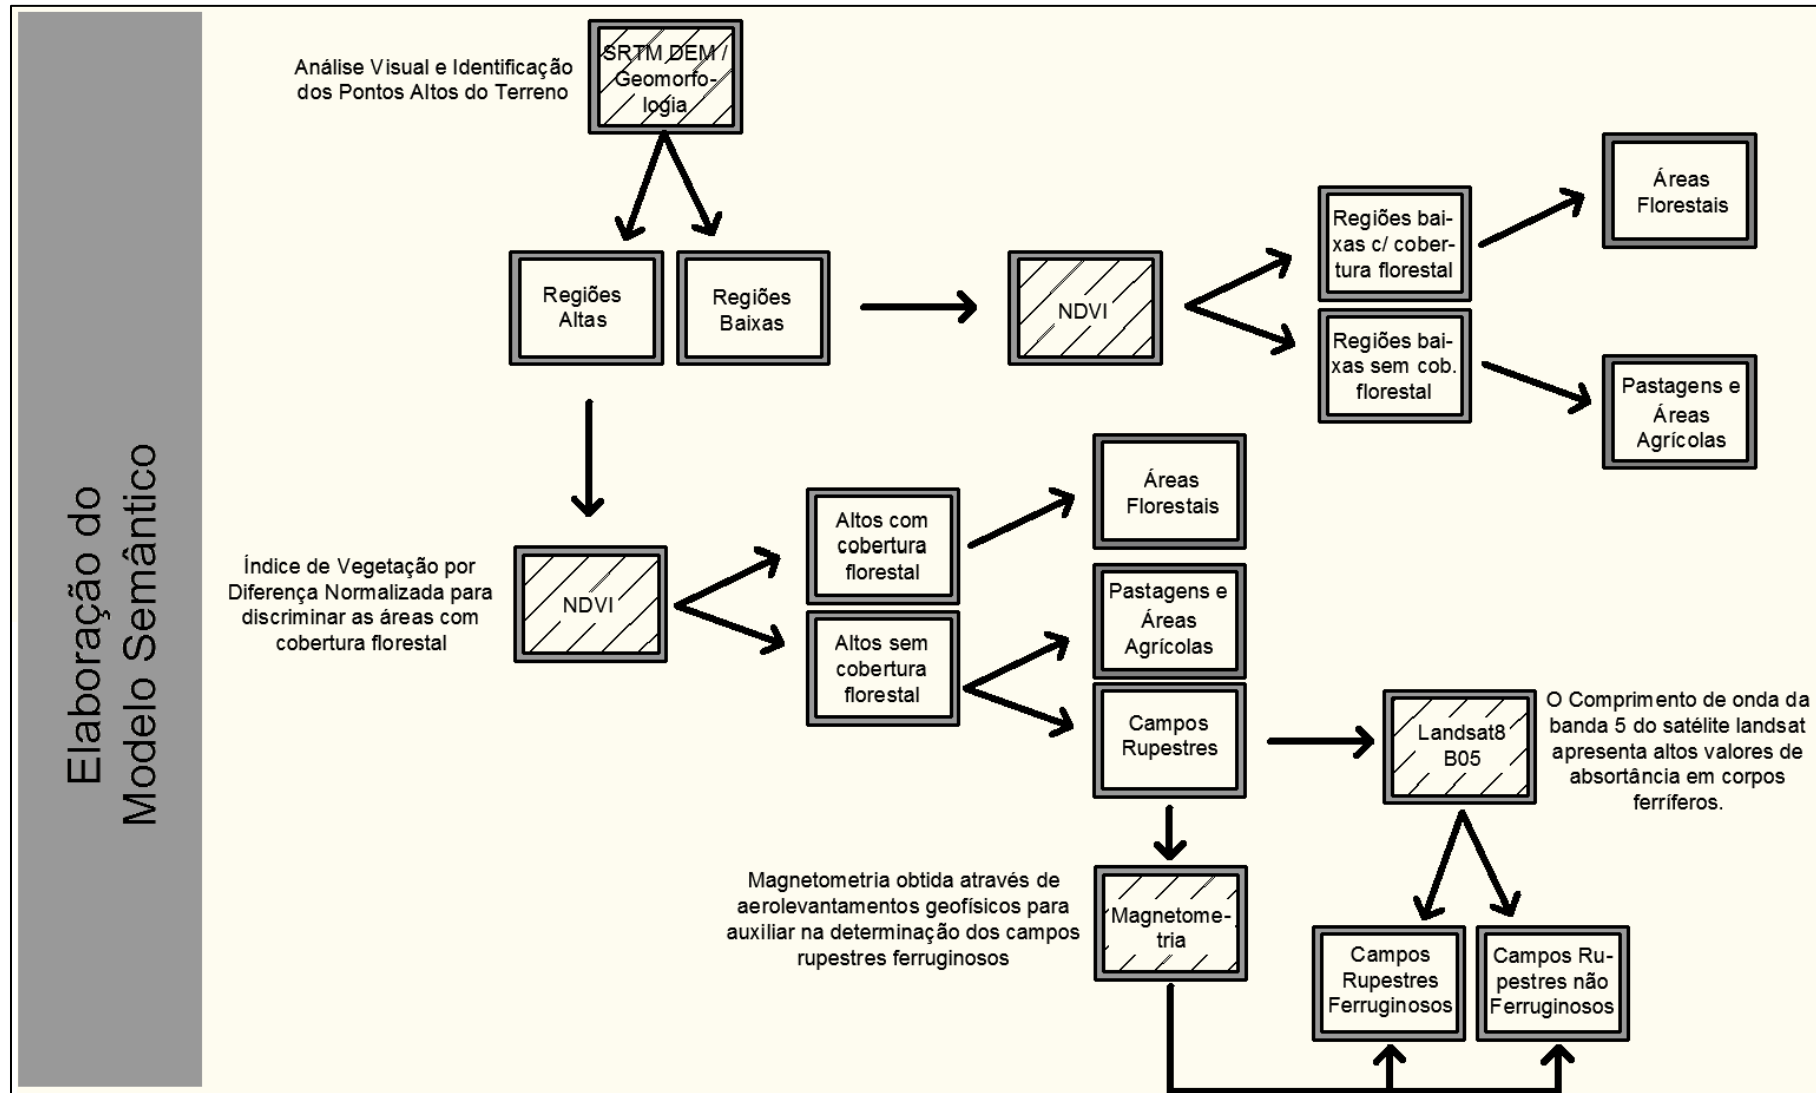 Elaboração do
Modelo Semântico
Análise Visual e Identificação
dos Pontos Altos do Terreno
SRTM DEM /
Geomorfo-
logia
Regiões
Altas
Regiões
Baixas
NDVI
Regiões bai-
xas c/ cober-
tura florestal
Regiões bai-
xas sem cob.
florestal
Áreas
Florestais
Pastagens e
Áreas
Agrícolas
Índice de Vegetação por
Diferença Normalizada para
discriminar as áreas com
cobertura florestal
NDVI
Altos com
cobertura
florestal
Altos sem
cobertura
florestal
Áreas
Florestais
Pastagens e
Áreas
Agrícolas
Campos
Rupestres
Landsat8
B05
O Comprimento de onda da
banda 5 do satélite landsat
apresenta altos valores de
absortância em corpos
ferríferos.
Magnetometria obtida através de
aerolevantamentos geofísicos para
auxiliar na determinação dos campos
rupestres ferruginosos
Magnetome-
tria
Campos
Rupestres
Ferruginosos
Campos Ru-
pestres não
Ferruginosos